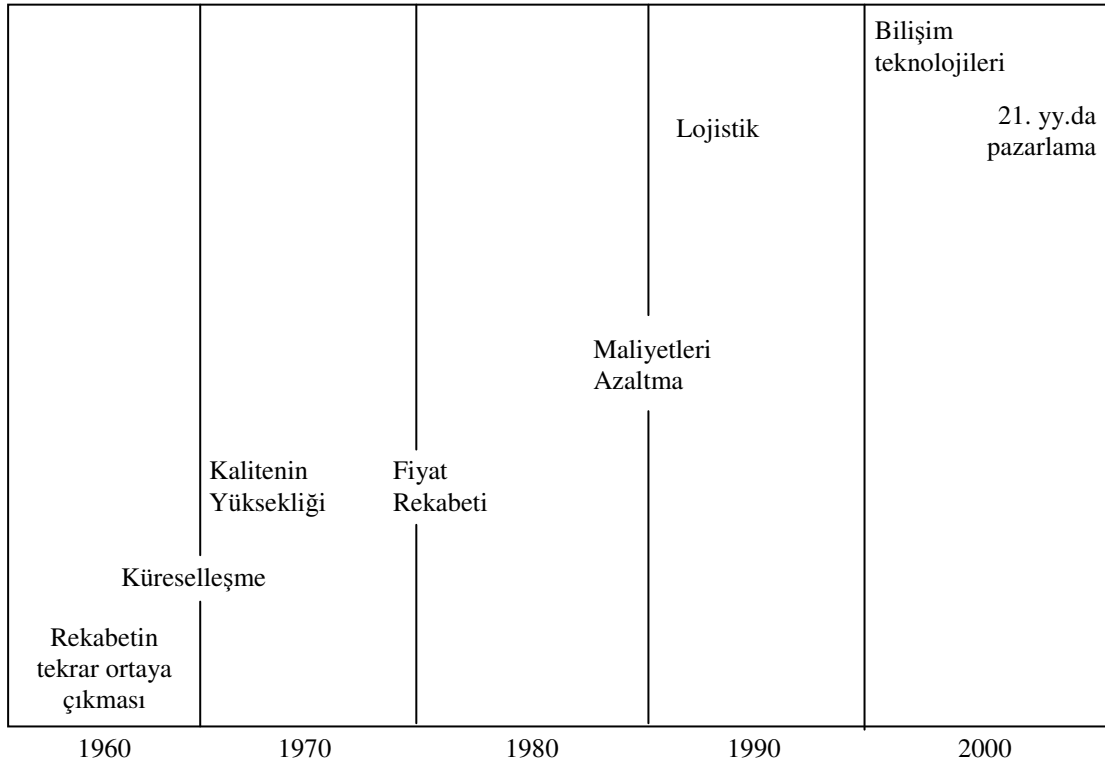 Bilişim
teknolojileri
21. yy.da
pazarlama
Lojistik
Maliyetleri
Azaltma
Kalitenin
Yüksekliği
Fiyat
Rekabeti
Küreselleşme
Rekabetin
tekrar ortaya
çıkması
1960
1970
1980
1990
2000